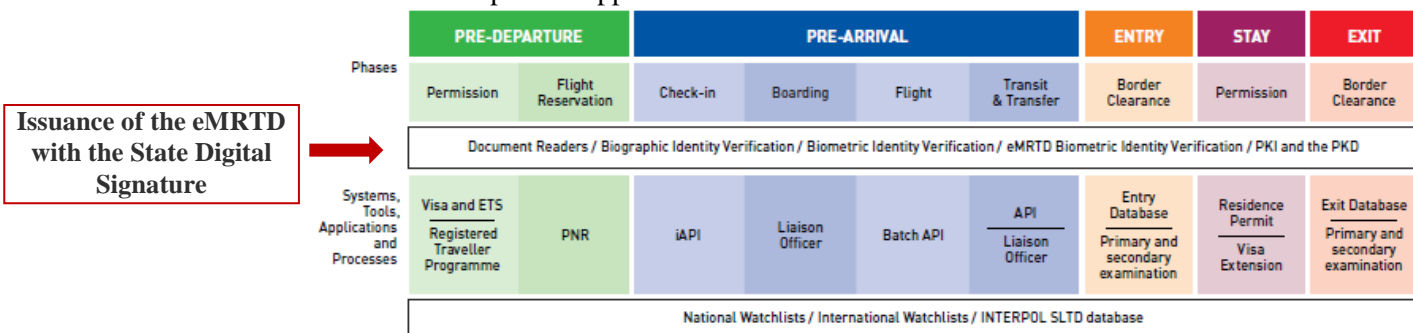 PRE-DEPARTURE PRE-ARRIVAL ENTRY STAY EXIT
Phases
Permission
Flight
Reservation
Check-in
Boarding
Flight
Transit
& Transfer
Border
Clearance
Permission
Border
Clearance
Issuance of the eMRTD
with the State Digital
Signature
Document Readers / Biographic Identity Verification / Biometric Identity Verification / eMRTD Biometric Identity Verification / PKI and the PKD
Systems,
Tools,
Applications
and
Processes
Visa and ETS
Registered
Traveller
Programme
PNR
iAPI
Liaison
Officer
Batch API
API
Liaison
Officer
Entry
Database
Primary and
secondary
examination
Residence
Permit
Visa
Extension
Exit Database
Primary and
secondary
examination
National Watchlists / International Watchlists / INTERPOL SLTD database